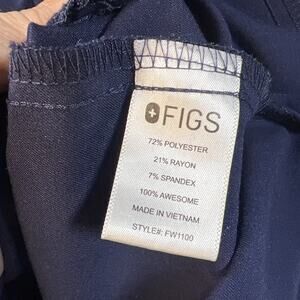 FIGS
72% POLYESTER
21% RAYON
7% SPANDEX
100% AWESOME
MADE IN VIETNAM
STYLE#: FW1100